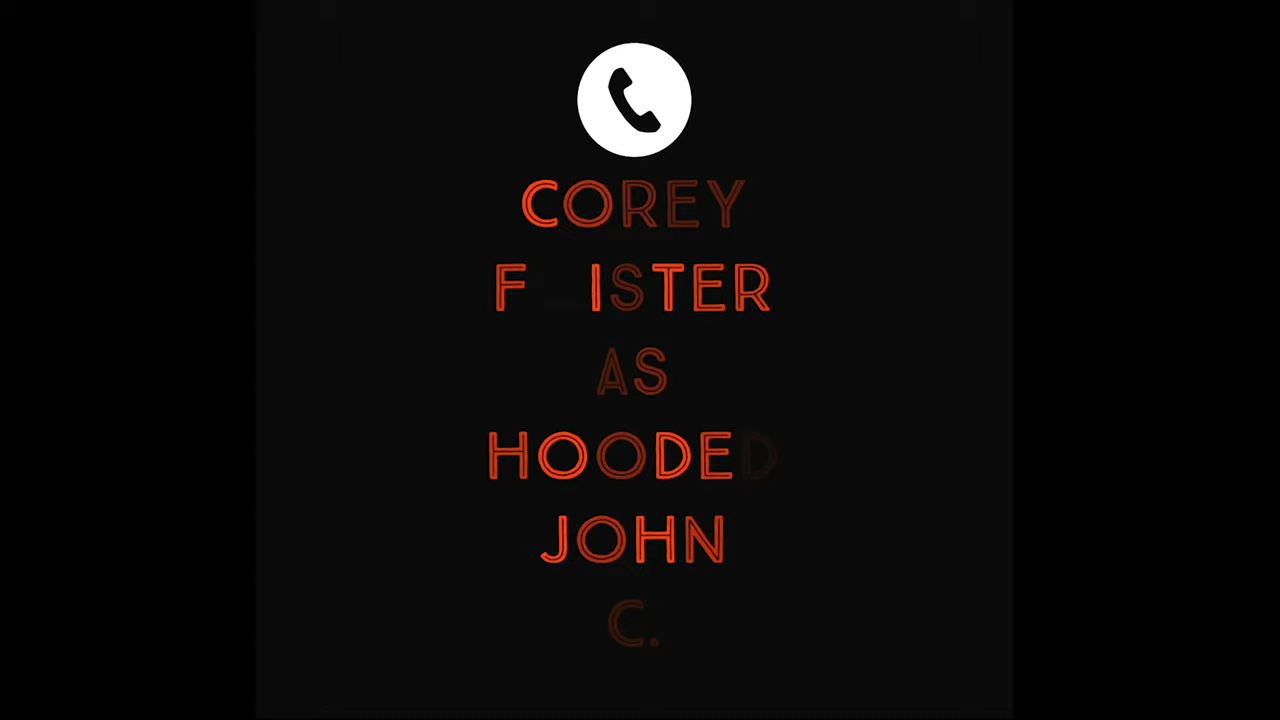 COREY
F ISTER
AS
HOODED
JOHN
C.